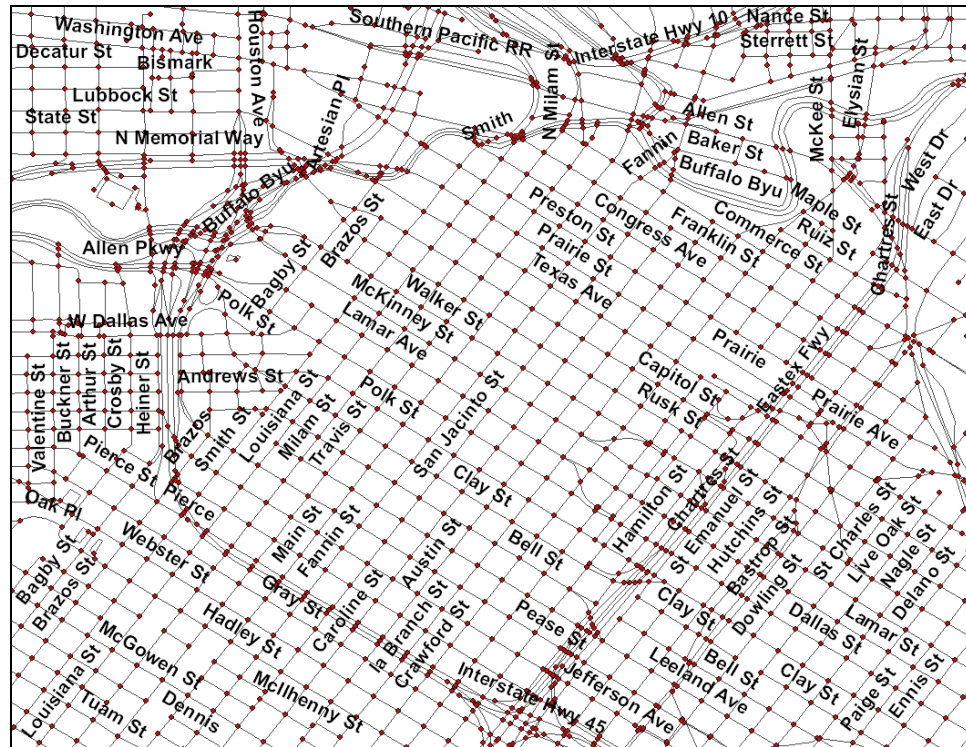 Washington Ave
Houston Ave
Southern Pacific RR
Interstate Hwy 10
Nance St
Sterrett St
Decatur St
Bismark
Lubbock St
State St
N Memorial Way
Artesian Pl
Smith
N Milam St
Fannin
Allen St
Baker St
Buffalo Byu
McKee St
Elysian St
West Dr
East Dr
Maple St
Ruiz St
Chartres St
Commerce St
Franklin St
Congress Ave
Preston St
Prairie St
Texas Ave
Buffalo Byu
Allen Pkwy
Bagby St
Brazos St
Polk St
Walker St
McKinney St
Lamar Ave
W Dallas Ave
Valentine St
Buckner St
Arthur St
Crosby St
Heiner St
Andrews St
Brazos
Smith St
Louisiana St
Milam St
Travis St
Polk St
San Jacinto St
Prairie
Eastex Fwy
Prairie Ave
Capitol St
Rusk St
Pierce St
Pierce
Oak Pl
Webster St
Main St
Fannin St
Clay St
Bell St
Hamilton St
Chartres St
St Emanuel St
Hutchins St
Bastrop St
Dowling St
St Charles St
Live Oak St
Nagle St
Delano St
Bagby St
Brazos St
Gray St
Hadley St
Caroline St
Austin St
la Branch St
Crawford St
Pease St
Clay St
Dallas St
Lamar St
Louisiana St
McGowen St
Tuam St
Dennis
McIlhenny St
Interstate Hwy 45
Jefferson Ave
Leeland Ave
Bell St
Clay St
Paige St
Ennis St